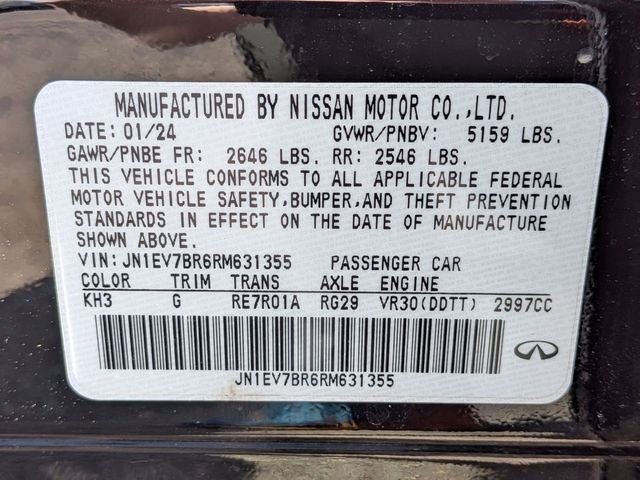 MANUFACTURED BY NISSAN MOTOR CO.,LTD.
DATE: 01/24 GVWR/PNBV: 5159 LBS.
GAWR/PNBE FR: 2646 LBS. RR: 2546 LBS.
THIS VEHICLE CONFORMS TO ALL APPLICABLE FEDERAL
MOTOR VEHICLE SAFETY,BUMPER,AND THEFT PREVENTION
STANDARDS IN EFFECT ON THE DATE OF MANUFACTURE
SHOWN ABOVE.
VIN:JN1EV7BR6RM631355 PASSENGER CAR
COLOR TRIM TRANS AXLE ENGINE
KH3 G RE7R01A RG29 VR30(DDTT) 2997CC
JN1EV7BR6RM631355